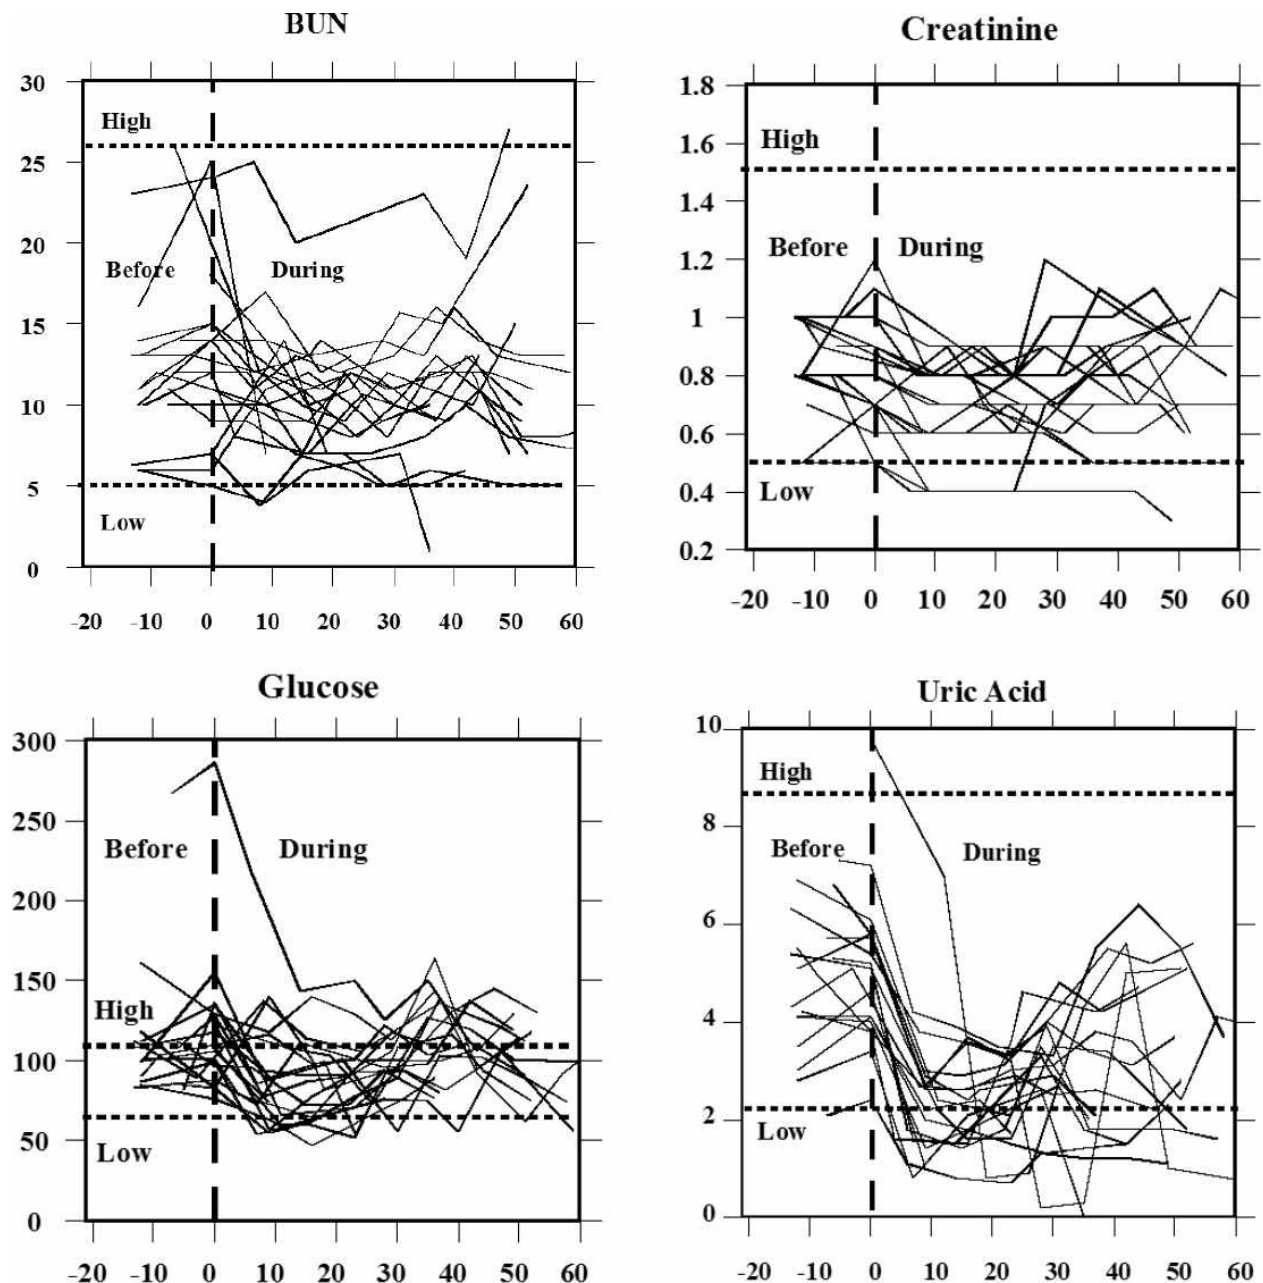 BUN
30
High
25
20
Before
During
15
10
5
Low
0
-20 -10 0 10 20 30 40 50 60
Creatinine
1.8
High
1.6
1.4
Before
During
1.2
1
0.8
0.6
Low
0.4
0.2
-20 -10 0 10 20 30 40 50 60
Glucose
300
250
Before
During
200
150
High
100
50
Low
0
-20 -10 0 10 20 30 40 50 60
Uric Acid
10
High
8
Before
During
6
4
2
Low
0
-20 -10 0 10 20 30 40 50 60